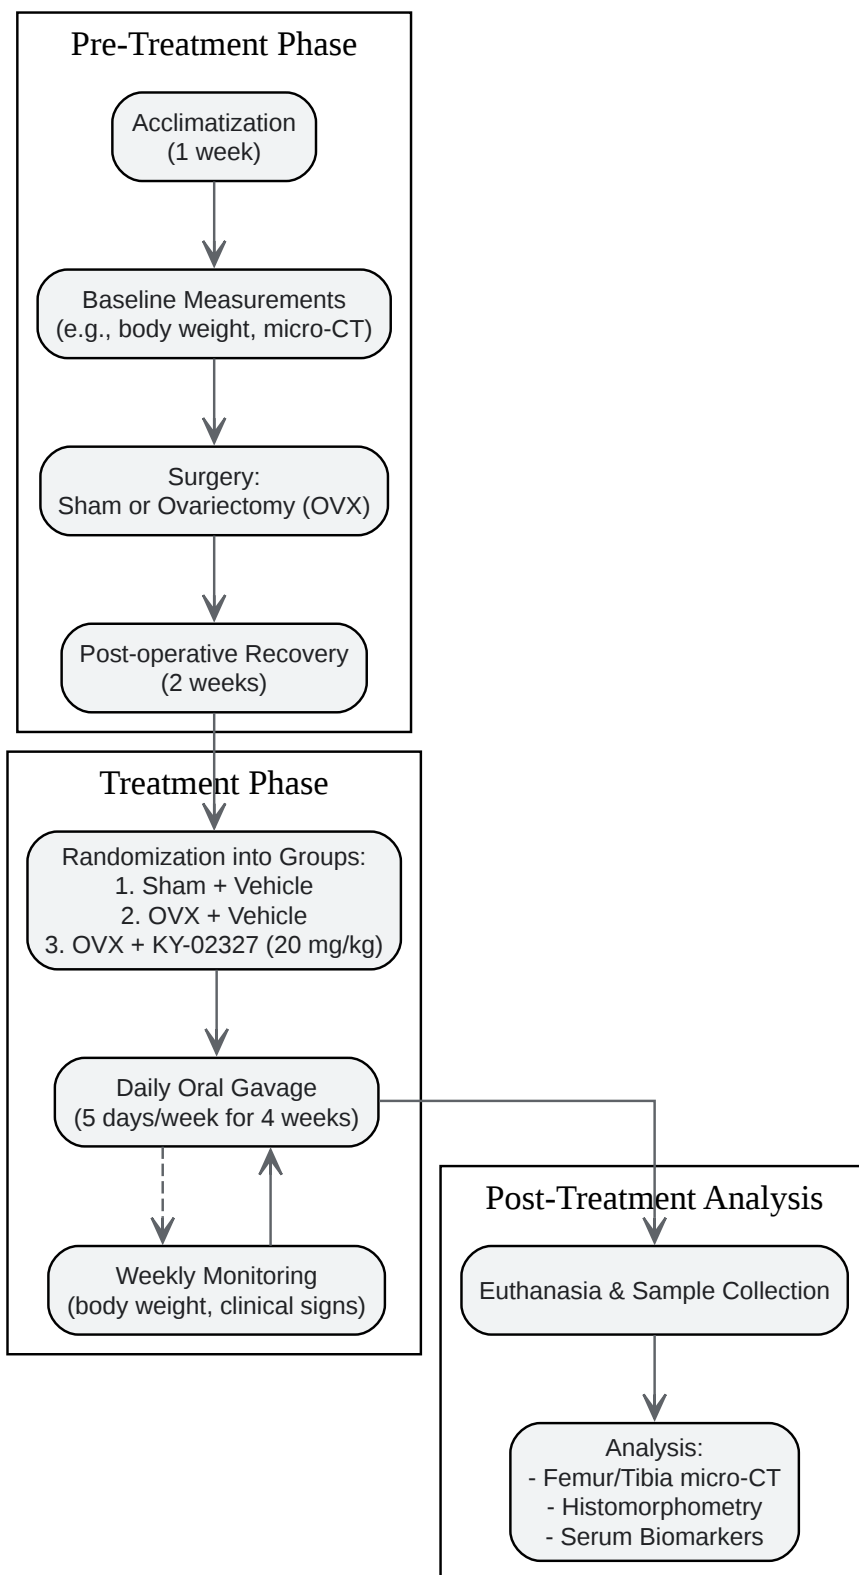 Pre-Treatment Phase
Acclimatization
(1 week)
Baseline Measurements
(e.g., body weight, micro-CT)
Surgery:
Sham or Ovariectomy (OVX)
Post-operative Recovery
(2 weeks)
Treatment Phase
Randomization into Groups:
1. Sham + Vehicle
2. OVX + Vehicle
3. OVX + KY-02327 (20 mg/kg)
Daily Oral Gavage
(5 days/week for 4 weeks)
Weekly Monitoring
(body weight, clinical signs)
Post-Treatment Analysis
Euthanasia & Sample Collection
Analysis:
- Femur/Tibia micro-CT
- Histomorphometry
- Serum Biomarkers